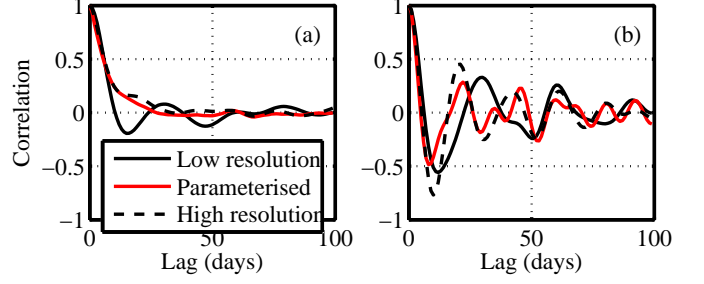 1
0.5
0
−0.5
−1
Correlation
(a)
Low resolution
Parameterised
High resolution
0
50
100
Lag (days)
1
0.5
0
−0.5
−1
(b)
0
50
100
Lag (days)